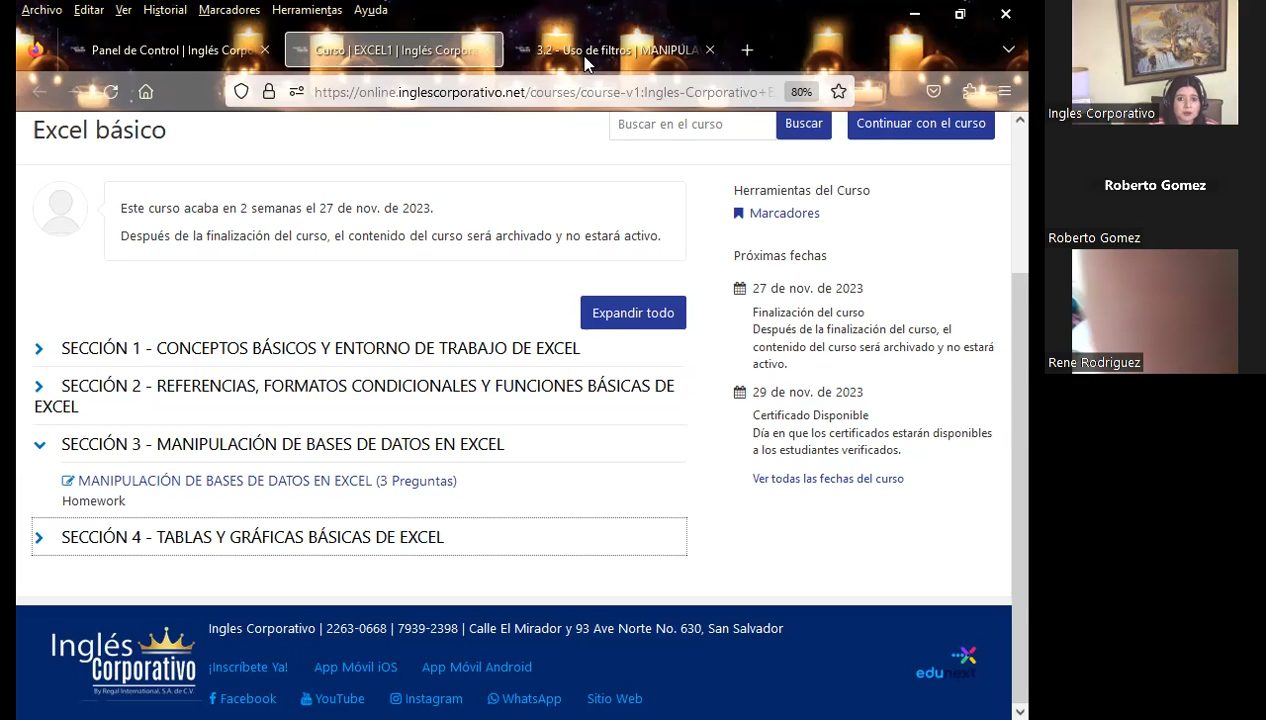 Archivo Editar Ver Historial Marcadores Herramientas Ayuda
Panel de Control | Inglés Corpo
Curso | EXCEL1 | Inglés Corpor
3.2 - Uso de filtros | MANIPULA
https://online.inglescorporativo.net/courses/course-v1:Ingles-Corporativo+E
80%
Excel básico
Buscar en el curso
Buscar
Continuar con el curso
Este curso acaba en 2 semanas el 27 de nov. de 2023.
Después de la finalización del curso, el contenido del curso será archivado y no estará activo.
Expandir todo
SECCIÓN 1 - CONCEPTOS BÁSICOS Y ENTORNO DE TRABAJO DE EXCEL
SECCIÓN 2 - REFERENCIAS, FORMATOS CONDICIONALES Y FUNCIONES BÁSICAS DE
EXCEL
SECCIÓN 3 - MANIPULACIÓN DE BASES DE DATOS EN EXCEL
MANIPULACIÓN DE BASES DE DATOS EN EXCEL (3 Preguntas)
Homework
SECCIÓN 4 - TABLAS Y GRÁFICAS BÁSICAS DE EXCEL
Herramientas del Curso
Marcadores
Próximas fechas
27 de nov. de 2023
Finalización del curso
Después de la finalización del curso, el
contenido del curso será archivado y no estará
activo.
29 de nov. de 2023
Certificado Disponible
Día en que los certificados estarán disponibles
a los estudiantes verificados.
Ver todas las fechas del curso
Inglés
Corporativo
By Regal International, S.A. de C.V.
Ingles Corporativo | 2263-0668 | 7939-2398 | Calle El Mirador y 93 Ave Norte No. 630, San Salvador
¡Inscríbete Ya! App Móvil iOS App Móvil Android
Facebook YouTube Instagram WhatsApp Sitio Web
edunext
Ingles Corporativo
Roberto Gomez
Roberto Gomez
Rene Rodriguez